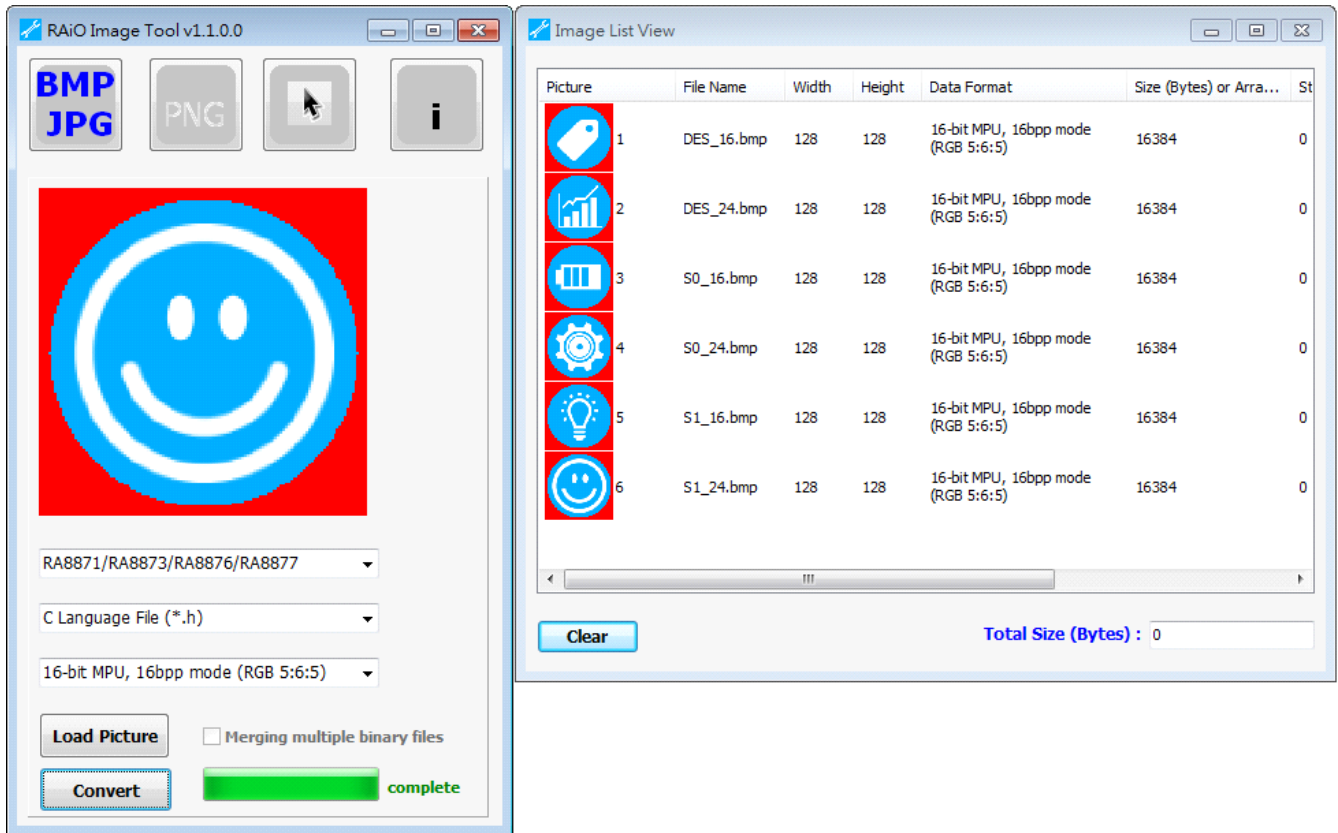 RAiO Image Tool v1.1.0.0
BMP
JPG
PNG
i
RA8871/RA8873/RA8876/RA8877
C Language File (*.h)
16-bit MPU, 16bpp mode (RGB 5:6:5)
Load Picture
Merging multiple binary files
Convert
complete
Image List View
Picture File Name Width Height Data Format Size (Bytes) or Arra... St
1 DES_16.bmp 128 128 16-bit MPU, 16bpp mode (RGB 5:6:5) 16384 0
2 DES_24.bmp 128 128 16-bit MPU, 16bpp mode (RGB 5:6:5) 16384 0
3 S0_16.bmp 128 128 16-bit MPU, 16bpp mode (RGB 5:6:5) 16384 0
4 S0_24.bmp 128 128 16-bit MPU, 16bpp mode (RGB 5:6:5) 16384 0
5 S1_16.bmp 128 128 16-bit MPU, 16bpp mode (RGB 5:6:5) 16384 0
6 S1_24.bmp 128 128 16-bit MPU, 16bpp mode (RGB 5:6:5) 16384 0
Clear
Total Size (Bytes) : 0